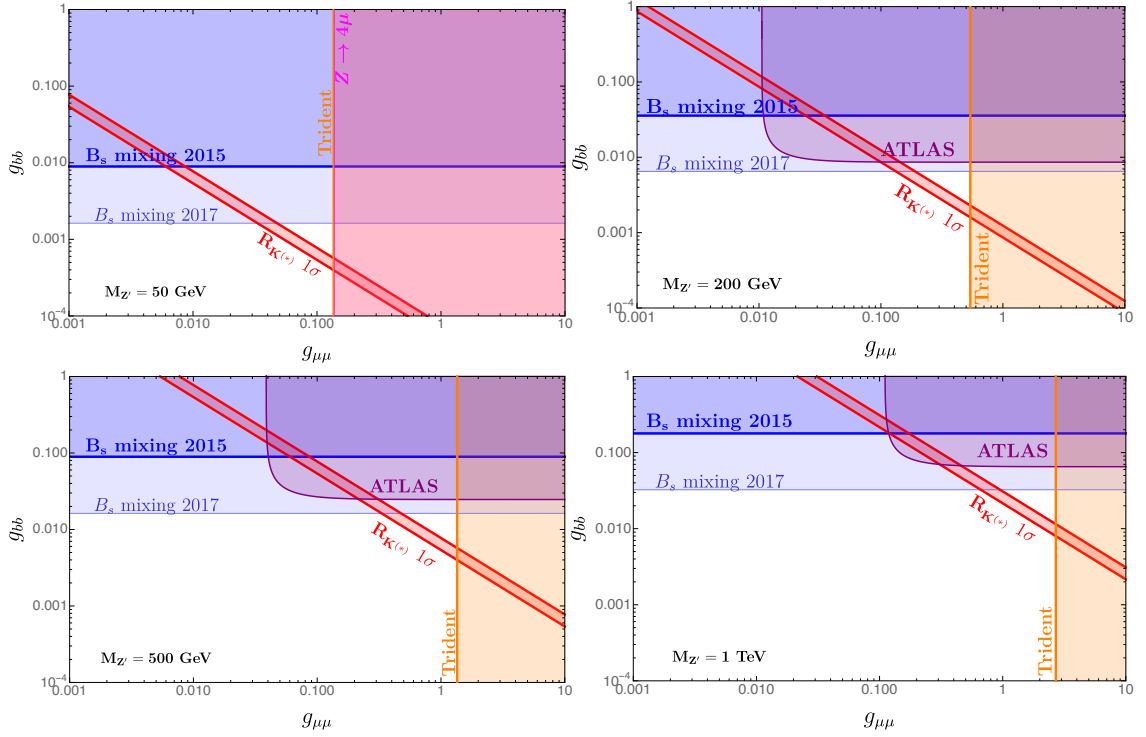 1
0.100
0.010
0.001
10⁻⁴
g_bb
Z → 4μ
Trident
B_s mixing 2015
B_s mixing 2017
R_K(*) 1σ
M_Z′ = 50 GeV
0.001 0.010 0.100 1 10
g_μμ
1
0.100
0.010
0.001
10⁻⁴
g_bb
B_s mixing 2015
ATLAS
B_s mixing 2017
R_K(*) 1σ
Trident
M_Z′ = 200 GeV
0.001 0.010 0.100 1 10
g_μμ
1
0.100
0.010
0.001
10⁻⁴
g_bb
B_s mixing 2015
ATLAS
B_s mixing 2017
R_K(*) 1σ
Trident
M_Z′ = 500 GeV
0.001 0.010 0.100 1 10
g_μμ
1
0.100
0.010
0.001
10⁻⁴
g_bb
B_s mixing 2015
ATLAS
B_s mixing 2017
R_K(*) 1σ
Trident
M_Z′ = 1 TeV
0.001 0.010 0.100 1 10
g_μμ